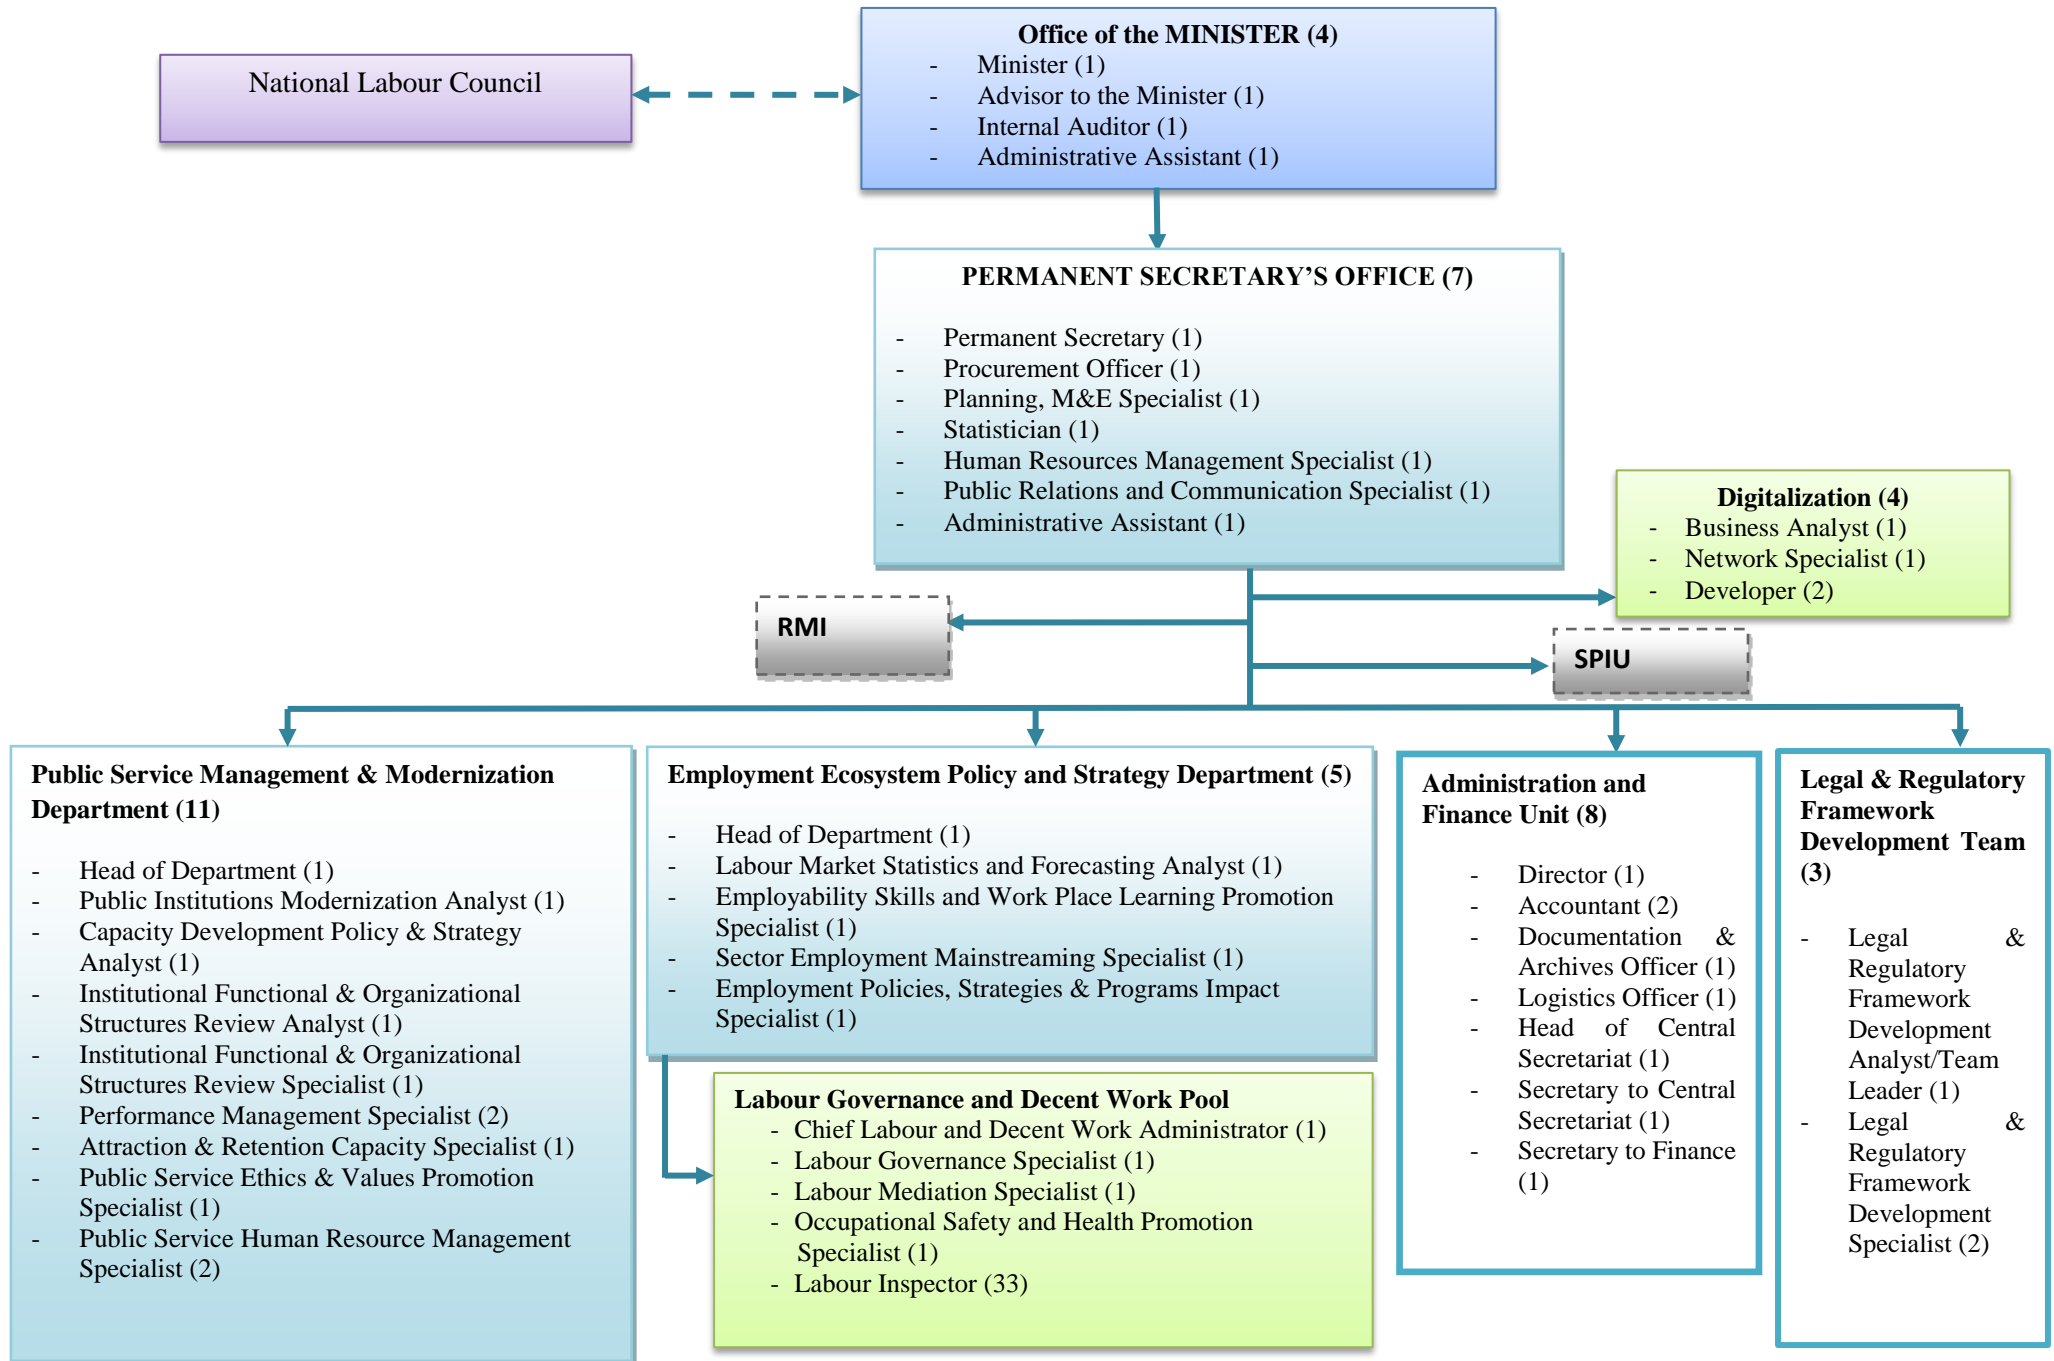 Office of the MINISTER (4)
- Minister (1)
- Advisor to the Minister (1)
- Internal Auditor (1)
- Administrative Assistant (1)
National Labour Council
PERMANENT SECRETARY’S OFFICE (7)
- Permanent Secretary (1)
- Procurement Officer (1)
- Planning, M&E Specialist (1)
- Statistician (1)
- Human Resources Management Specialist (1)
- Public Relations and Communication Specialist (1)
- Administrative Assistant (1)
Digitalization (4)
- Business Analyst (1)
- Network Specialist (1)
- Developer (2)
RMI
SPIU
Public Service Management & Modernization
Department (11)
- Head of Department (1)
- Public Institutions Modernization Analyst (1)
- Capacity Development Policy & Strategy
Analyst (1)
- Institutional Functional & Organizational
Structures Review Analyst (1)
- Institutional Functional & Organizational
Structures Review Specialist (1)
- Performance Management Specialist (2)
- Attraction & Retention Capacity Specialist (1)
- Public Service Ethics & Values Promotion
Specialist (1)
- Public Service Human Resource Management
Specialist (2)
Employment Ecosystem Policy and Strategy Department (5)
- Head of Department (1)
- Labour Market Statistics and Forecasting Analyst (1)
- Employability Skills and Work Place Learning Promotion
Specialist (1)
- Sector Employment Mainstreaming Specialist (1)
- Employment Policies, Strategies & Programs Impact
Specialist (1)
Labour Governance and Decent Work Pool
- Chief Labour and Decent Work Administrator (1)
- Labour Governance Specialist (1)
- Labour Mediation Specialist (1)
- Occupational Safety and Health Promotion
Specialist (1)
- Labour Inspector (33)
Administration and
Finance Unit (8)
- Director (1)
- Accountant (2)
- Documentation &
Archives Officer (1)
- Logistics Officer (1)
- Head of Central
Secretariat (1)
- Secretary to Central
Secretariat (1)
- Secretary to Finance
(1)
Legal & Regulatory
Framework
Development Team
(3)
- Legal &
Regulatory
Framework
Development
Analyst/Team
Leader (1)
- Legal &
Regulatory
Framework
Development
Specialist (2)